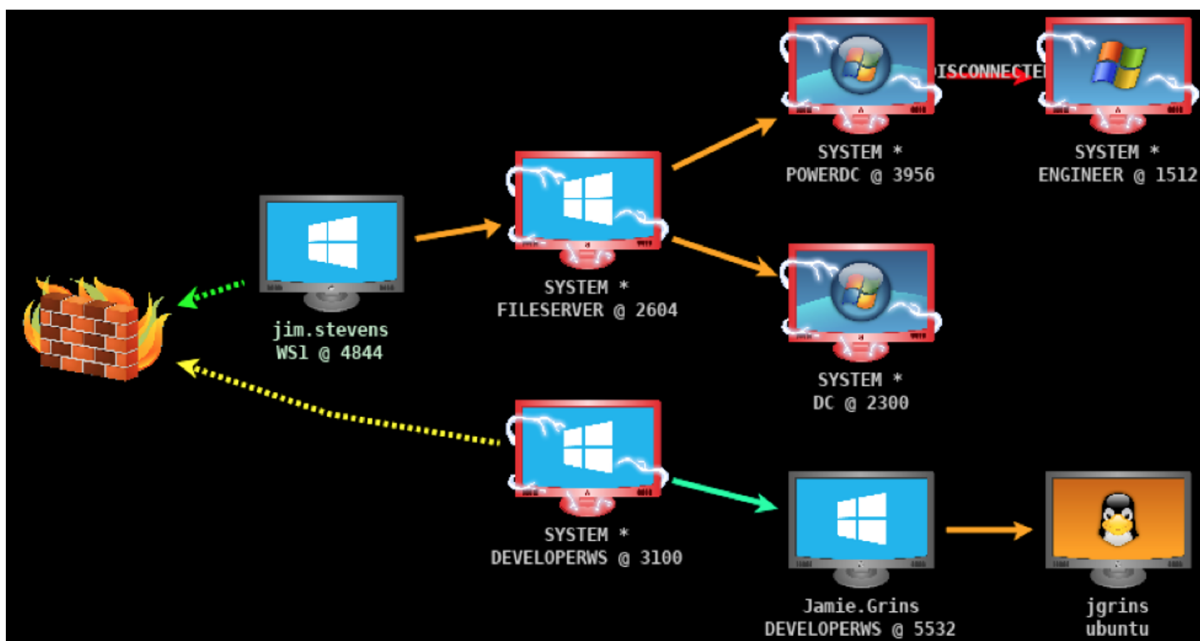 DISCONNECTED
SYSTEM *
POWERDC @ 3956
SYSTEM *
ENGINEER @ 1512
SYSTEM *
FILESERVER @ 2604
jim.stevens
WS1 @ 4844
SYSTEM *
DC @ 2300
SYSTEM *
DEVELOPERWS @ 3100
Jamie.Grins
DEVELOPERWS @ 5532
jgrins
ubuntu